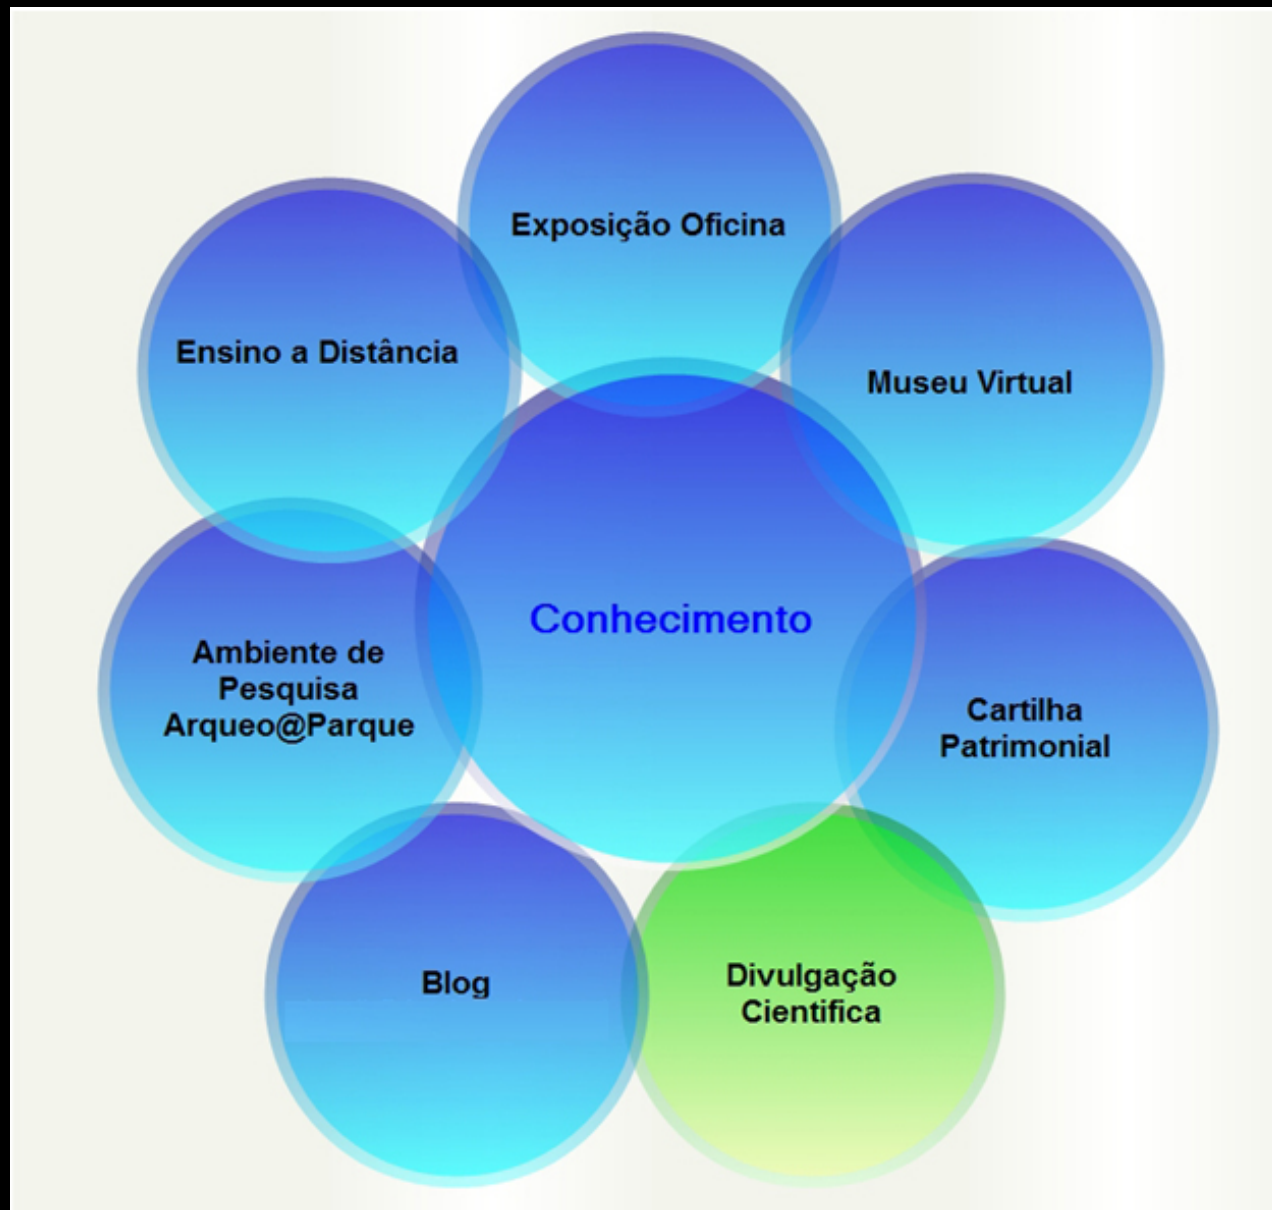 Exposição Oficina
Ensino a Distância
Museu Virtual
Conhecimento
Ambiente de
Pesquisa
Arqueo@Parque
Cartilha
Patrimonial
Blog
Divulgação
Cientifica